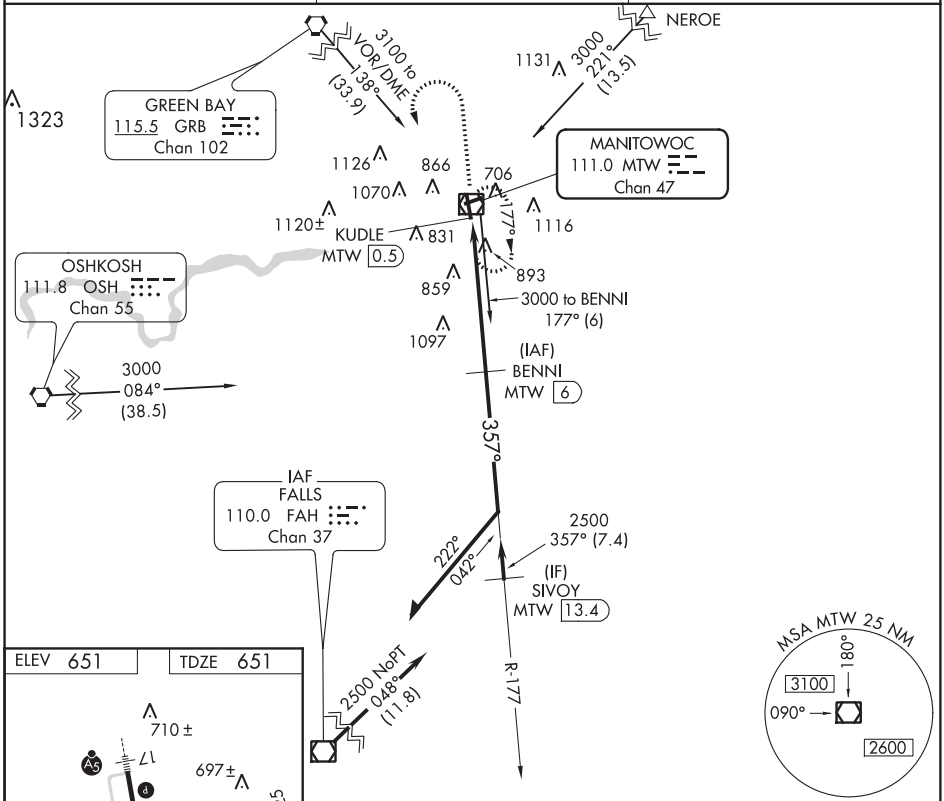 NEROE
3000
221°
(13.5)
3100 to
VOR/DME
138°
(33.9)
1131
1323
GREEN BAY
115.5 GRB
Chan 102
MANITOWOC
111.0 MTW
Chan 47
1126
866
706
1070
1116
1120±
KUDLE
MTW 0.5
831
177°
893
859
3000 to BENNI
177° (6)
1097
OSHKOSH
111.8 OSH
Chan 55
3000
084°
(38.5)
(IAF)
BENNI
MTW 6
357°
IAF
FALLS
110.0 FAH
Chan 37
222°
042°
2500
357° (7.4)
(IF)
SIVOY
MTW 13.4
R-177
2500 NoPT
048°
(11.8)
MSA MTW 25 NM
180°
3100
090°
2600
ELEV 651
TDZE 651
710±
A5
17
P
697±